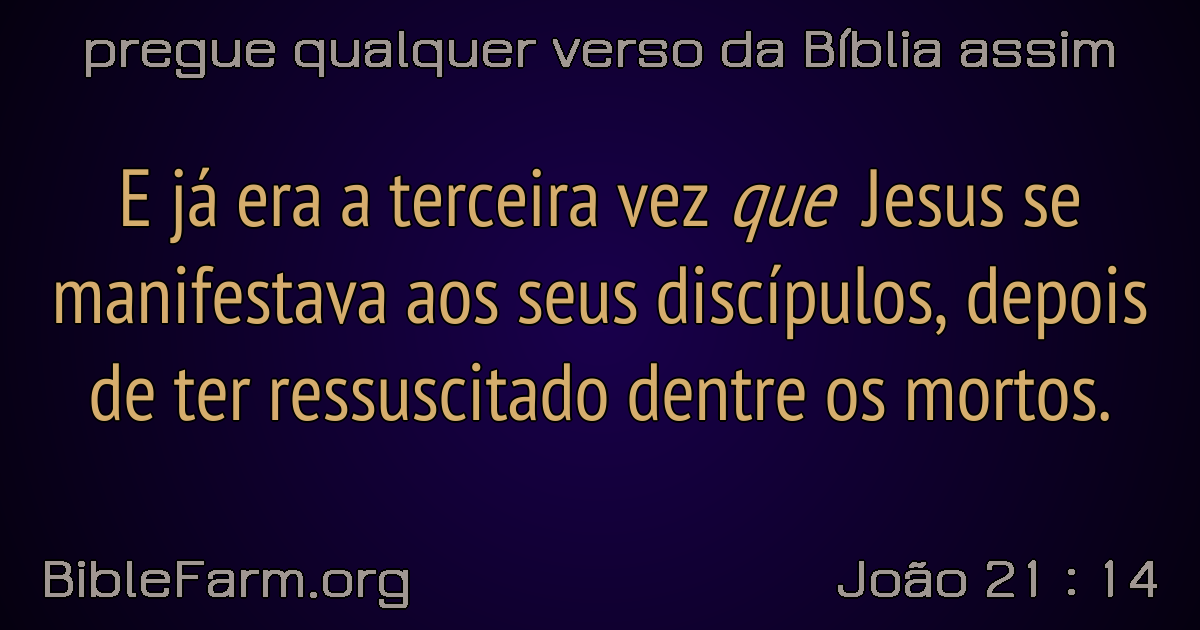 pregue qualquer verso da Bíblia assim
E já era a terceira vez que Jesus se
manifestava aos seus discípulos, depois
de ter ressuscitado dentre os mortos.
BibleFarm.org
João 21 : 14